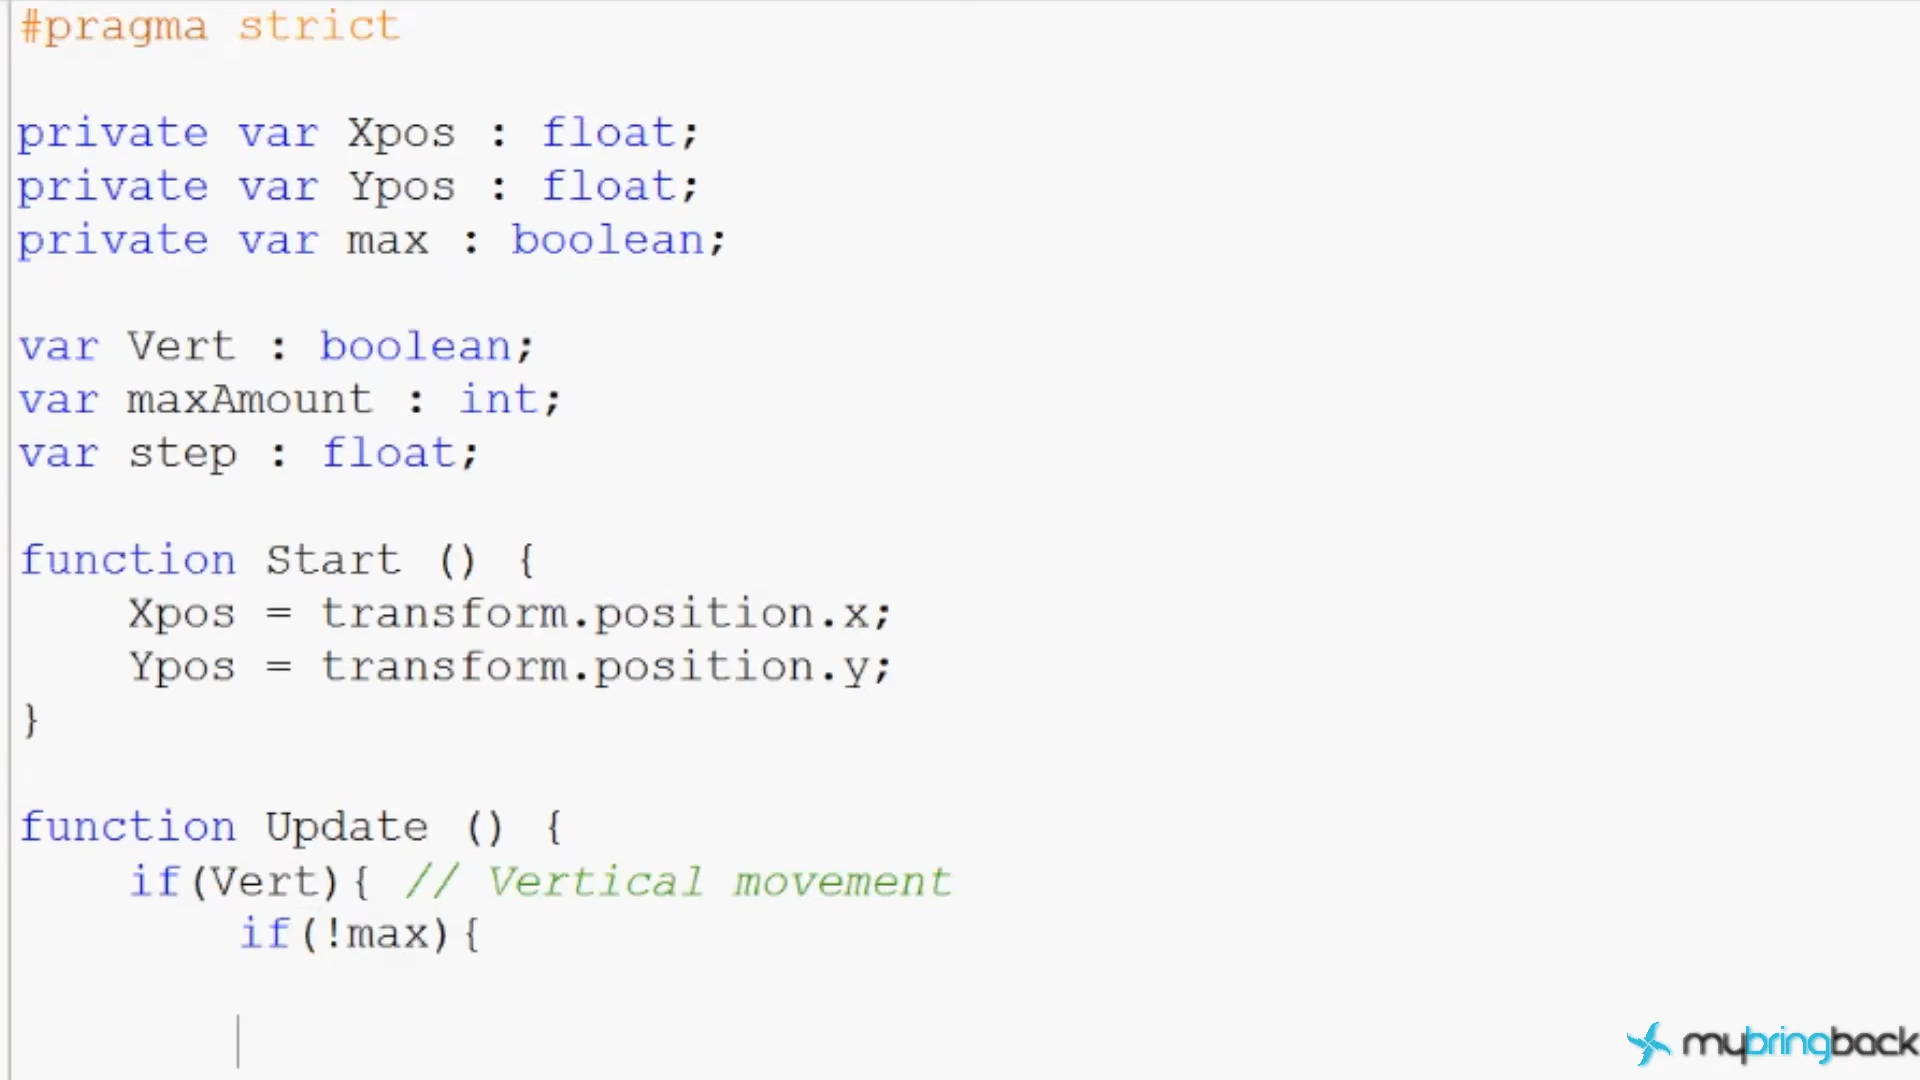 #pragma strict
private var Xpos : float;
private var Ypos : float;
private var max : boolean;
var Vert : boolean;
var maxAmount : int;
var step : float;
function Start () {
Xpos = transform.position.x;
Ypos = transform.position.y;
}
function Update () {
if(Vert){ // Vertical movement
if(!max){
mybringback